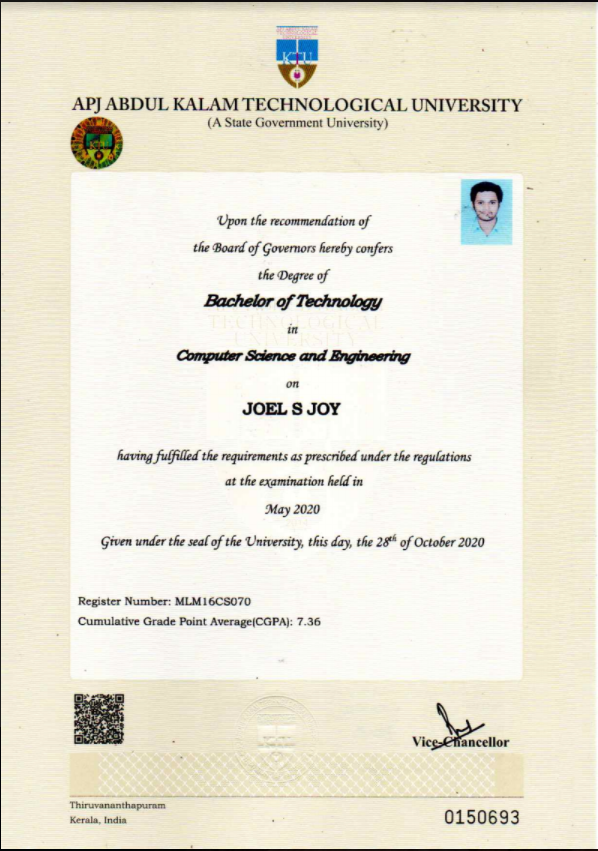 KTU
APJ ABDUL KALAM TECHNOLOGICAL UNIVERSITY
(A State Government University)
Upon the recommendation of
the Board of Governors hereby confers
the Degree of
Bachelor of Technology
in
Computer Science and Engineering
on
JOEL S JOY
having fulfilled the requirements as prescribed under the regulations
at the examination held in
May 2020
Given under the seal of the University, this day, the 28th of October 2020
Register Number: MLM16CS070
Cumulative Grade Point Average(CGPA): 7.36
Vice-Chancellor
Thiruvananthapuram
Kerala, India
0150693